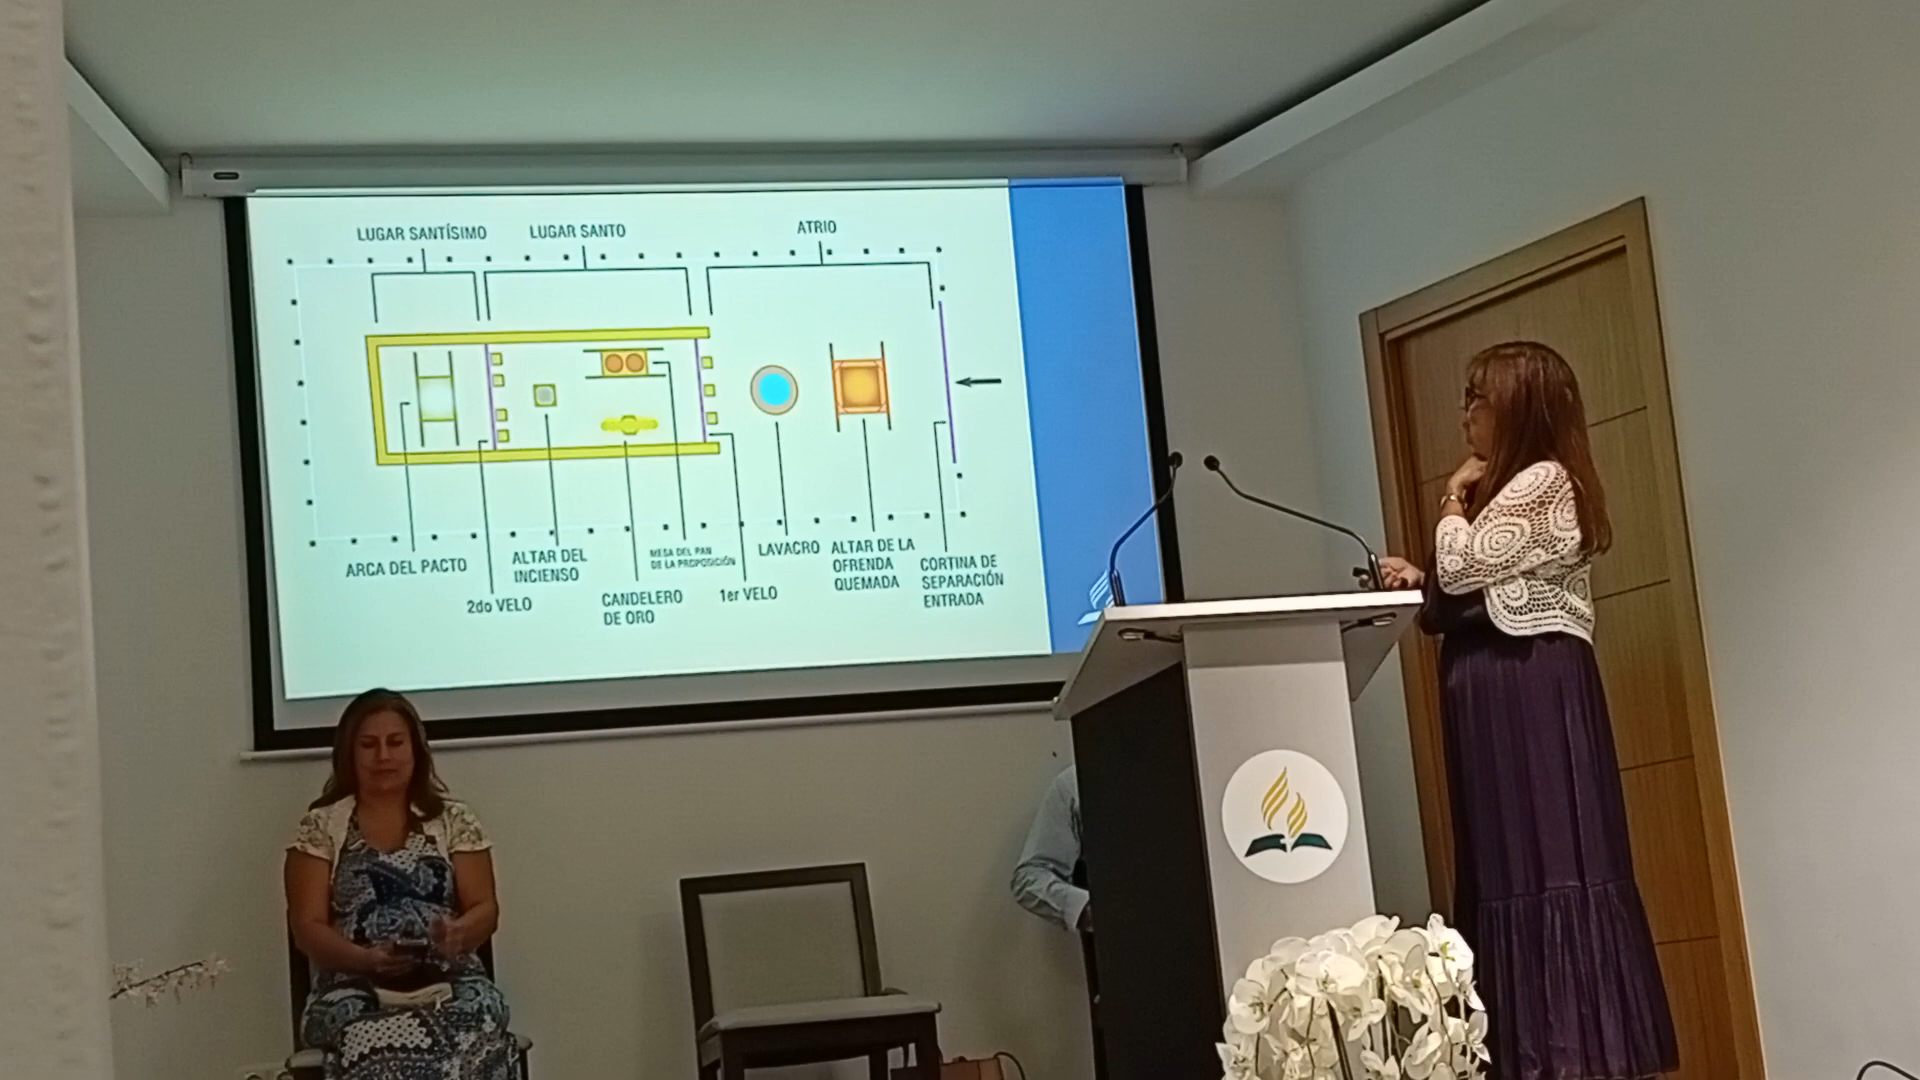 LUGAR SANTÍSIMO
LUGAR SANTO
ATRIO
ARCA DEL PACTO
2do VELO
ALTAR DEL
INCIENSO
CANDELERO
DE ORO
MESA DEL PAN
DE LA PROPOSICIÓN
1er VELO
LAVACRO
ALTAR DE LA
OFRENDA
QUEMADA
CORTINA DE
SEPARACIÓN
ENTRADA